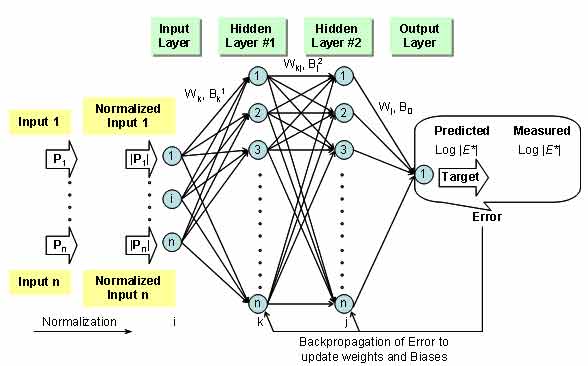 Input Layer
Hidden Layer #1
Hidden Layer #2
Output Layer
W_kl, B_l^2
W_k, B_k^1
W_l, B_0
Input 1
Normalized Input 1
P_1
|P_1|
P_n
|P_n|
Input n
Normalized Input n
1
i
n
1
2
3
n
1
2
3
n
1
Predicted
Measured
Log |E*|
Log |E*|
Target
Error
Normalization
i
k
j
Backpropagation of Error to
update weights and Biases